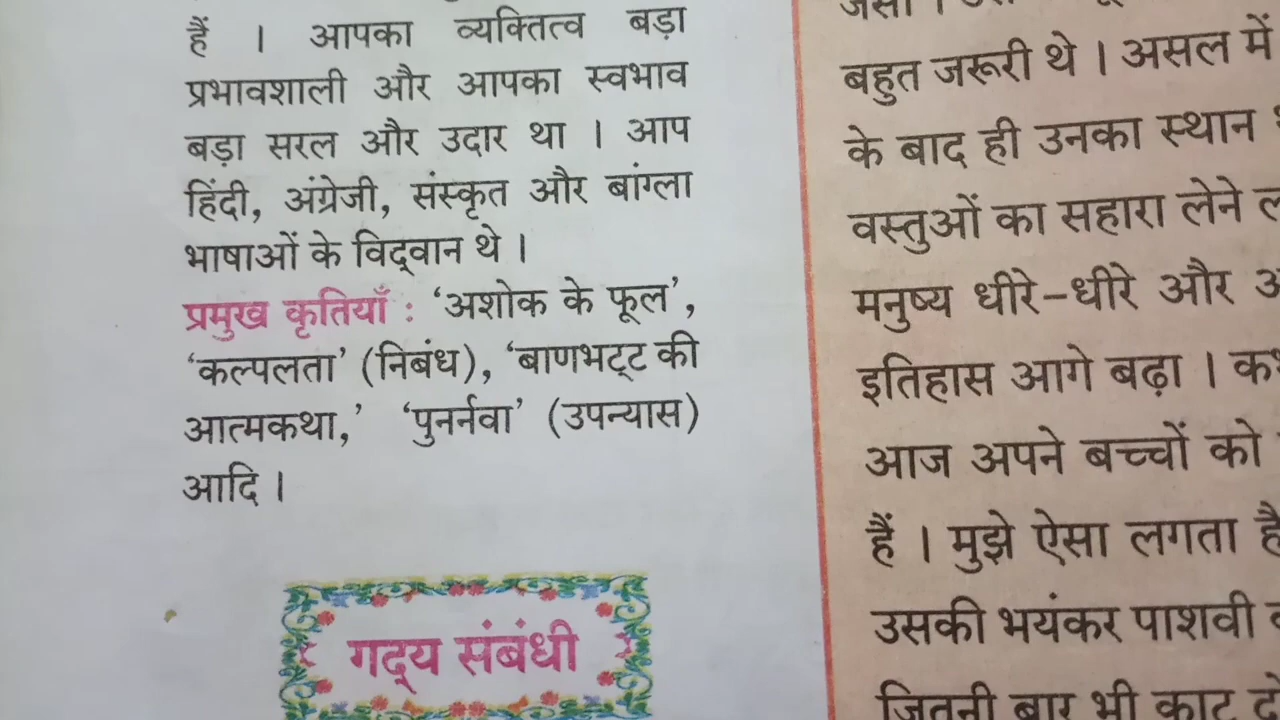 हैं । आपका व्यक्तित्व बड़ा
प्रभावशाली और आपका स्वभाव
बड़ा सरल और उदार था । आप
हिंदी, अंग्रेजी, संस्कृत और बांग्ला
भाषाओं के विद्‌वान थे ।
प्रमुख कृतियाँ : ‘अशोक के फूल’,
‘कल्पलता’ (निबंध), ‘बाणभट्‌ट की
आत्मकथा,’ ‘पुनर्नवा’ (उपन्यास)
आदि ।
गद्‌य संबंधी
बहुत जरूरी थे । असल में
के बाद ही उनका स्थान
वस्तुओं का सहारा लेने
मनुष्य धीरे-धीरे और
इतिहास आगे बढ़ा ।
आज अपने बच्चों को
हैं । मुझे ऐसा लगता है
उसकी भयंकर पाशवी
जितनी बार भी काट दो